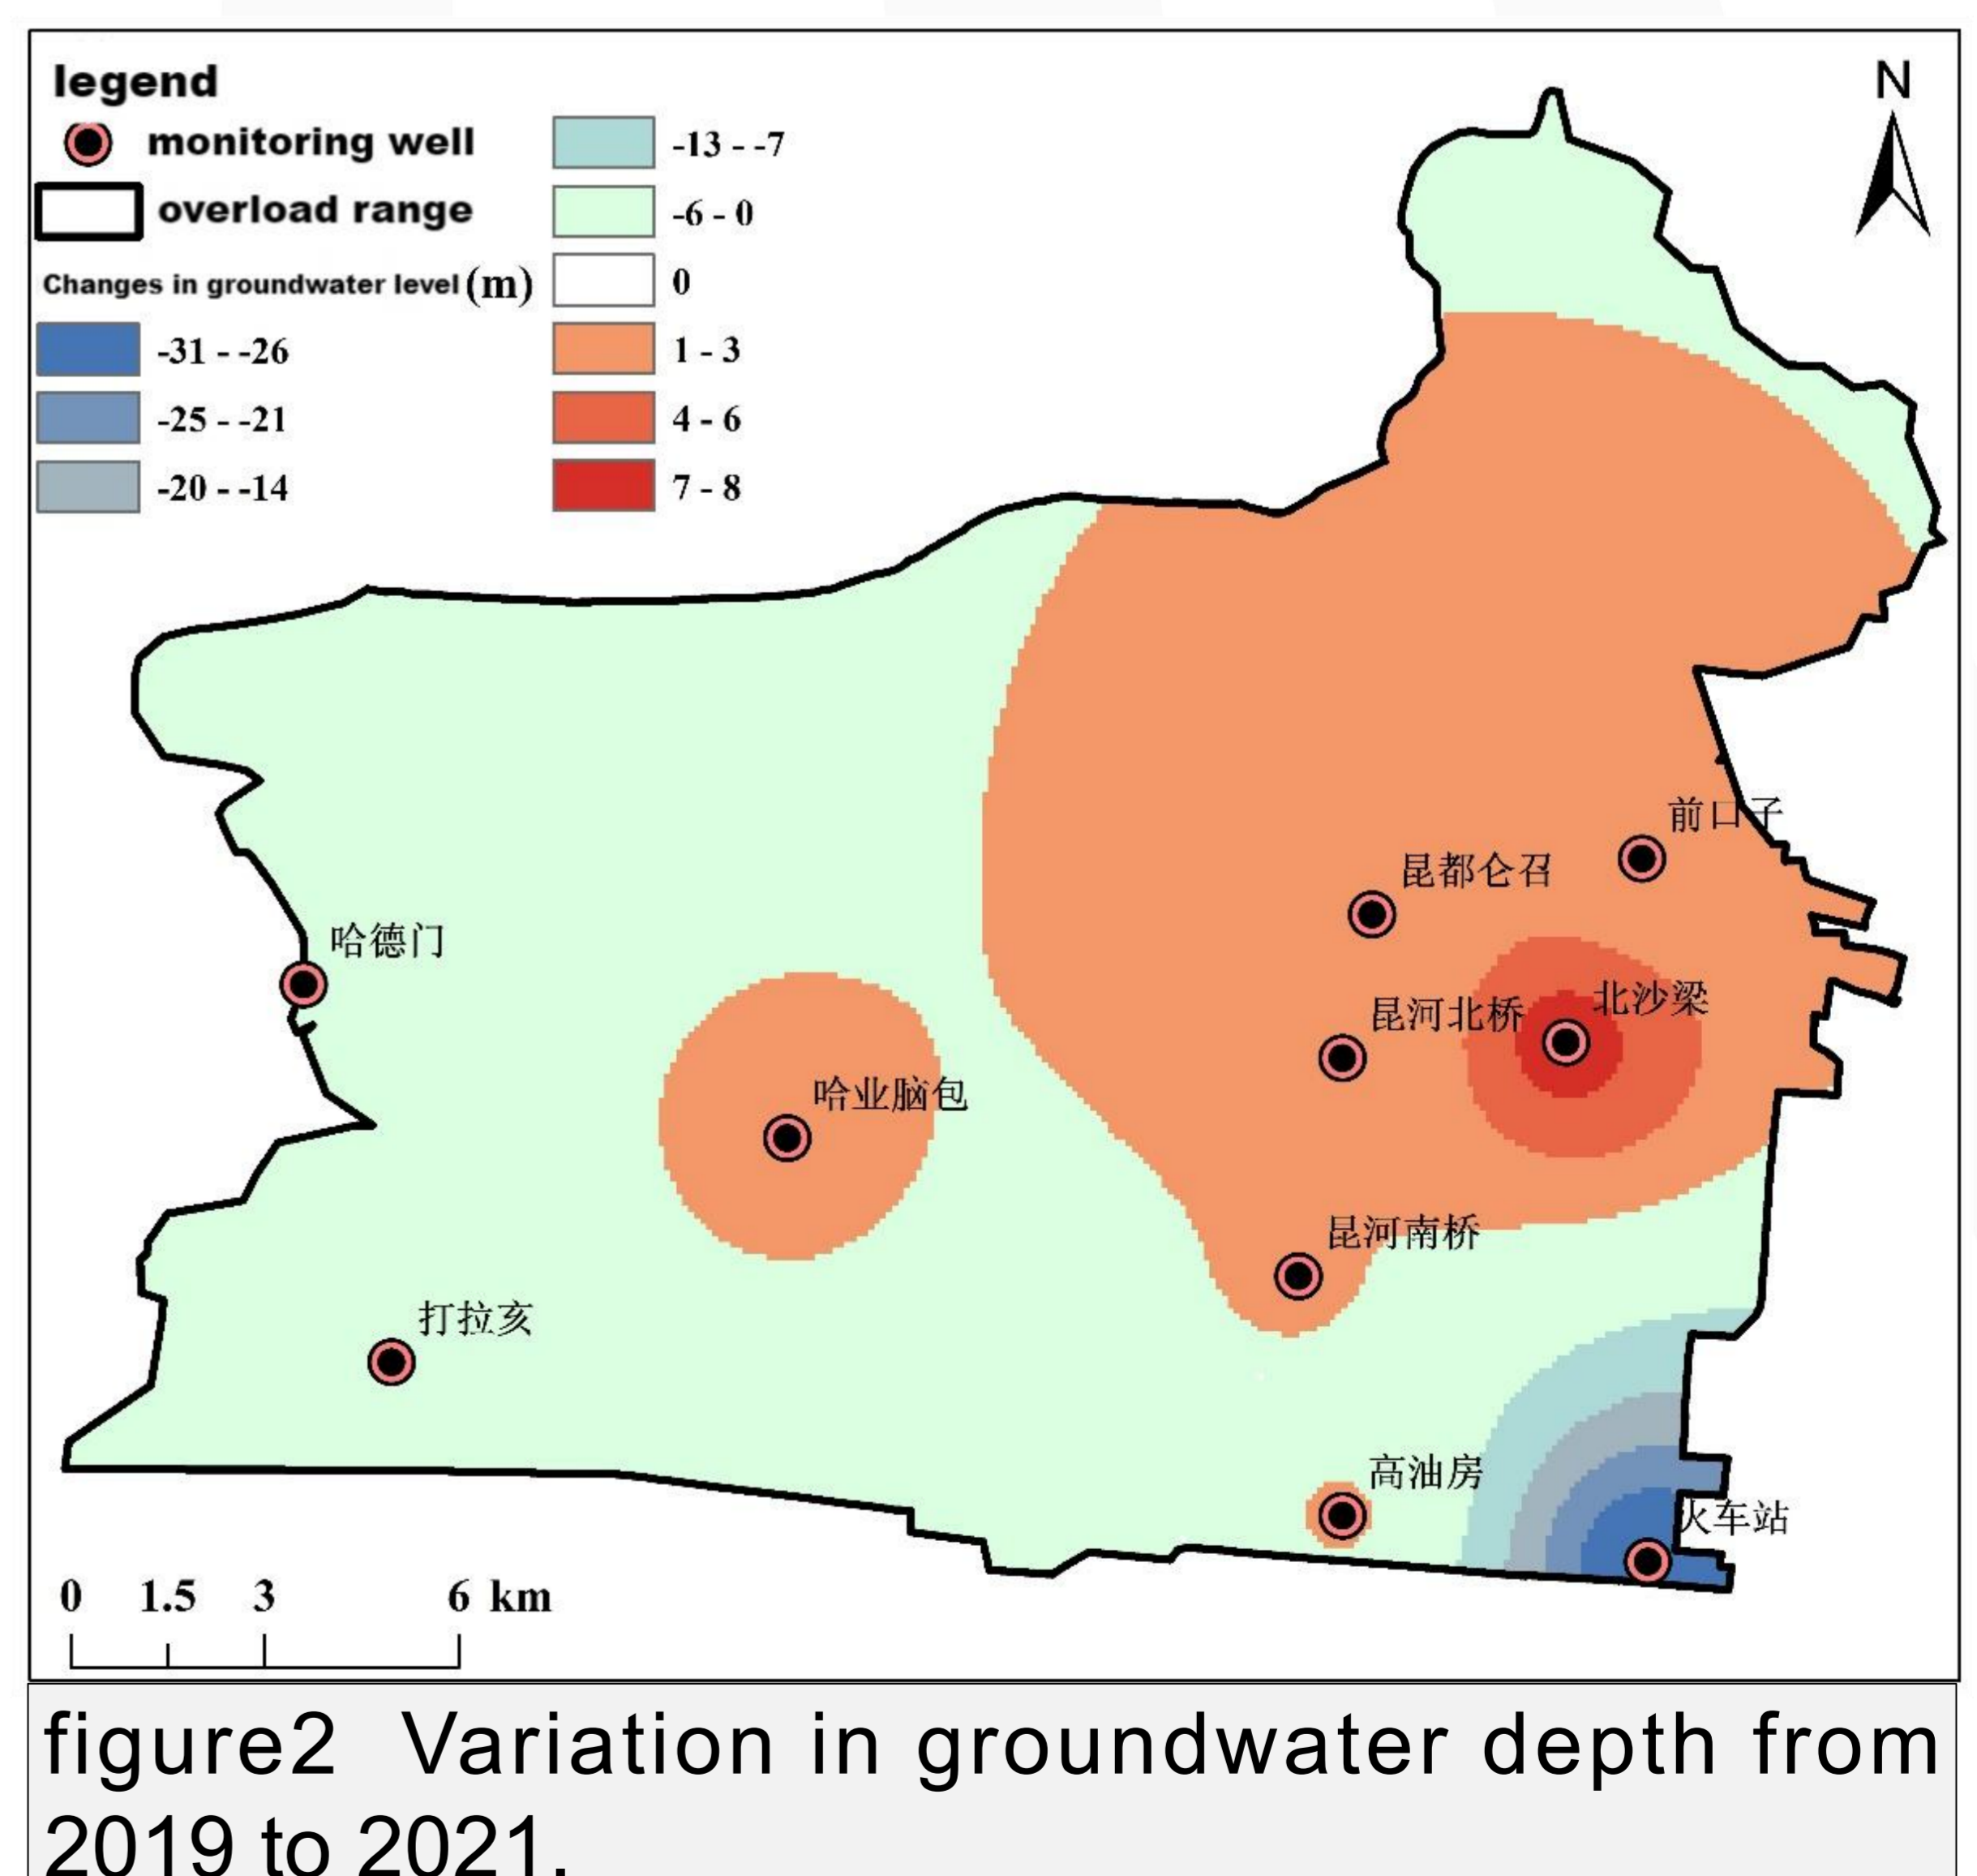 legend
monitoring well
overload range
Changes in groundwater level (m)
-31 - -26
-25 - -21
-20 - -14
-13 - -7
-6 - 0
0
1 - 3
4 - 6
7 - 8
N
前口子
昆都仑召
哈德门
北沙梁
昆河北桥
哈业脑包
昆河南桥
打拉亥
高油房
火车站
0 1.5 3 6 km
figure2 Variation in groundwater depth from
2019 to 2021.